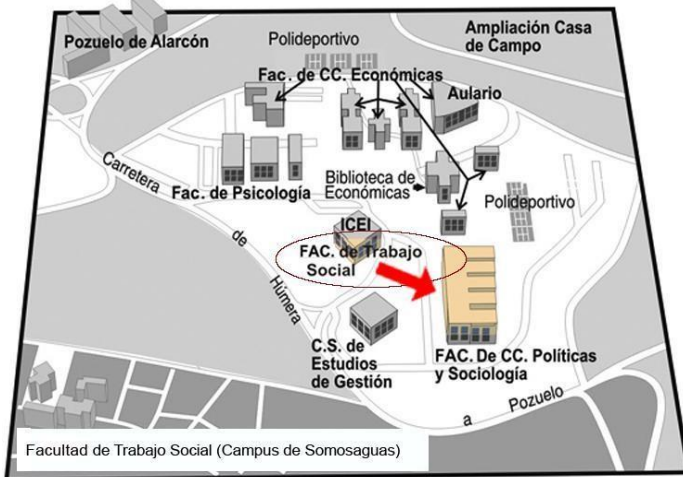 Pozuelo de Alarcón
Polideportivo
Ampliación Casa
de Campo
Fac. de CC. Económicas
Aulario
Carretera
Fac. de Psicología
Biblioteca de
Económicas
Polideportivo
de
ICEI
FAC. de Trabajo
Social
Húmera
C.S. de
Estudios
de Gestión
FAC. De CC. Políticas
y Sociología
a
Pozuelo
Facultad de Trabajo Social (Campus de Somosaguas)